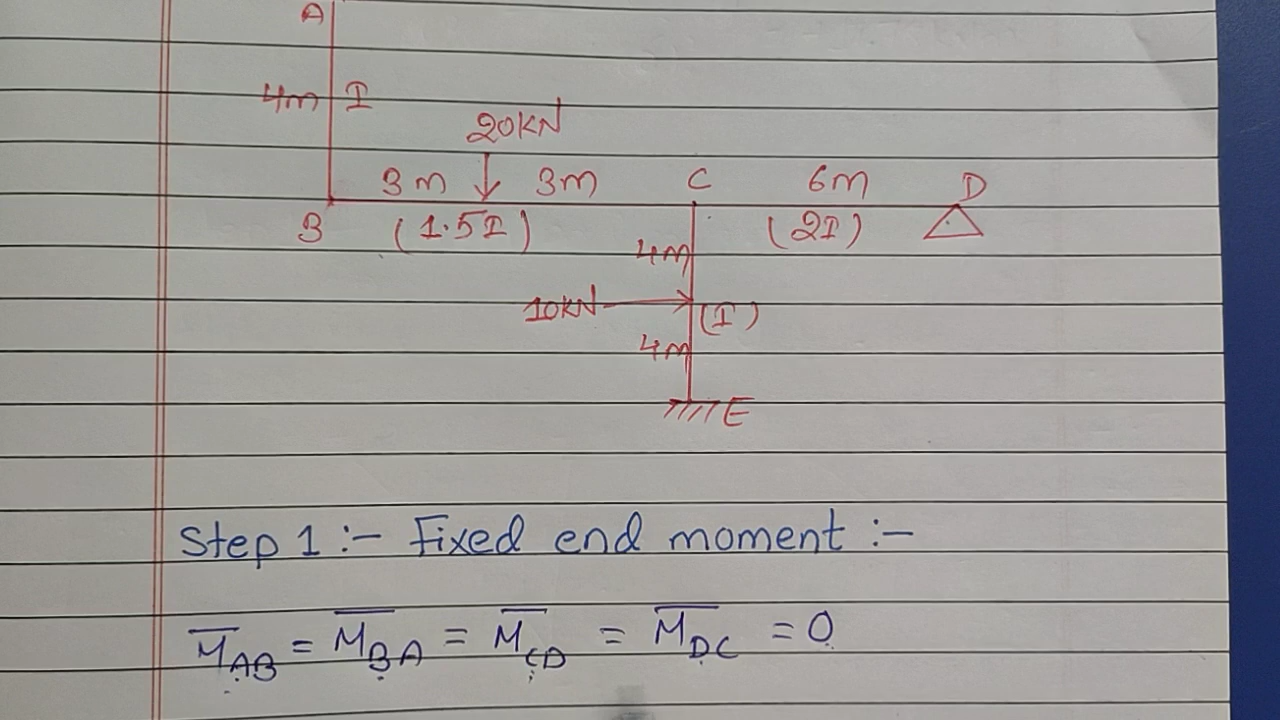 A
4m I
20KN
3m 3m C 6m D
B (1.5I) (2I)
4m
10KN (I)
4m
E
Step 1 :- Fixed end moment :-
M̅AB = M̅BA = M̅CD = M̅DC = 0